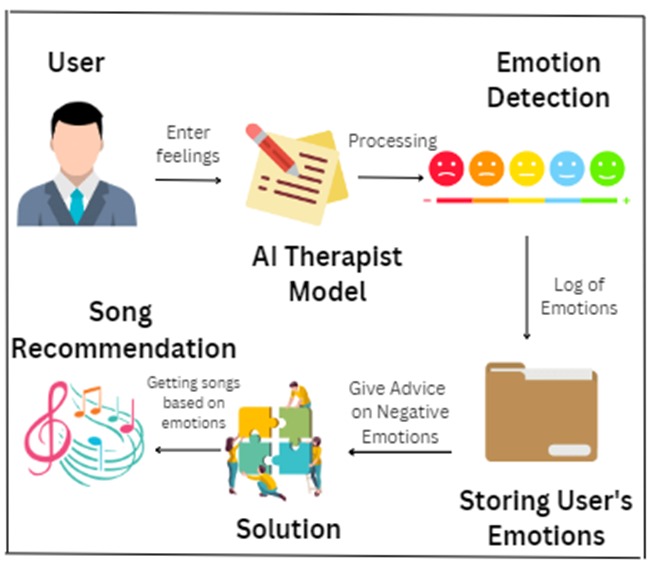 User
Enter
feelings
AI Therapist
Model
Processing
Emotion
Detection
- +
Log of
Emotions
Storing User's
Emotions
Give Advice
on Negative
Emotions
Solution
Getting songs
based on
emotions
Song
Recommendation